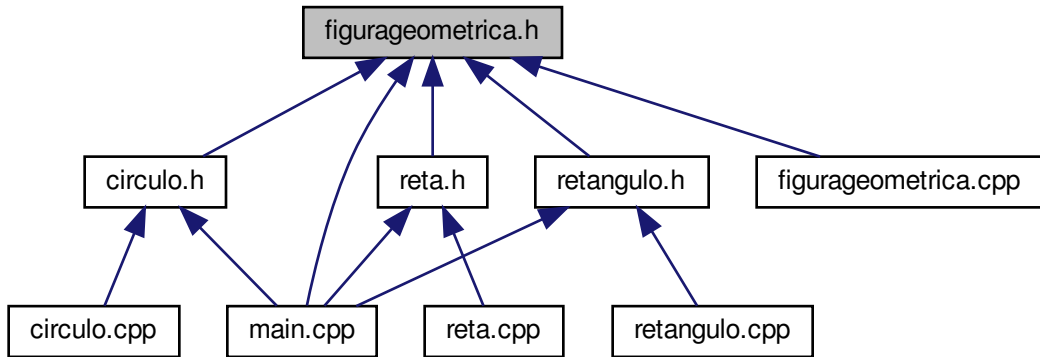 figurageometrica.h
circulo.h
reta.h
retangulo.h
figurageometrica.cpp
circulo.cpp
main.cpp
reta.cpp
retangulo.cpp